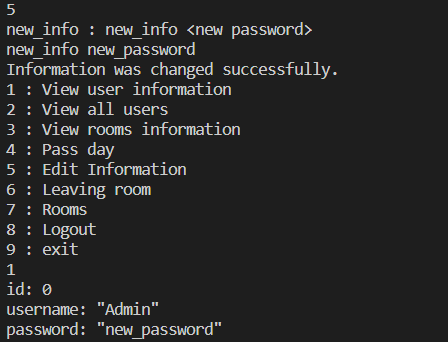 5
new_info : new_info <new password>
new_info new_password
Information was changed successfully.
1 : View user information
2 : View all users
3 : View rooms information
4 : Pass day
5 : Edit Information
6 : Leaving room
7 : Rooms
8 : Logout
9 : exit
1
id: 0
username: "Admin"
password: "new_password"